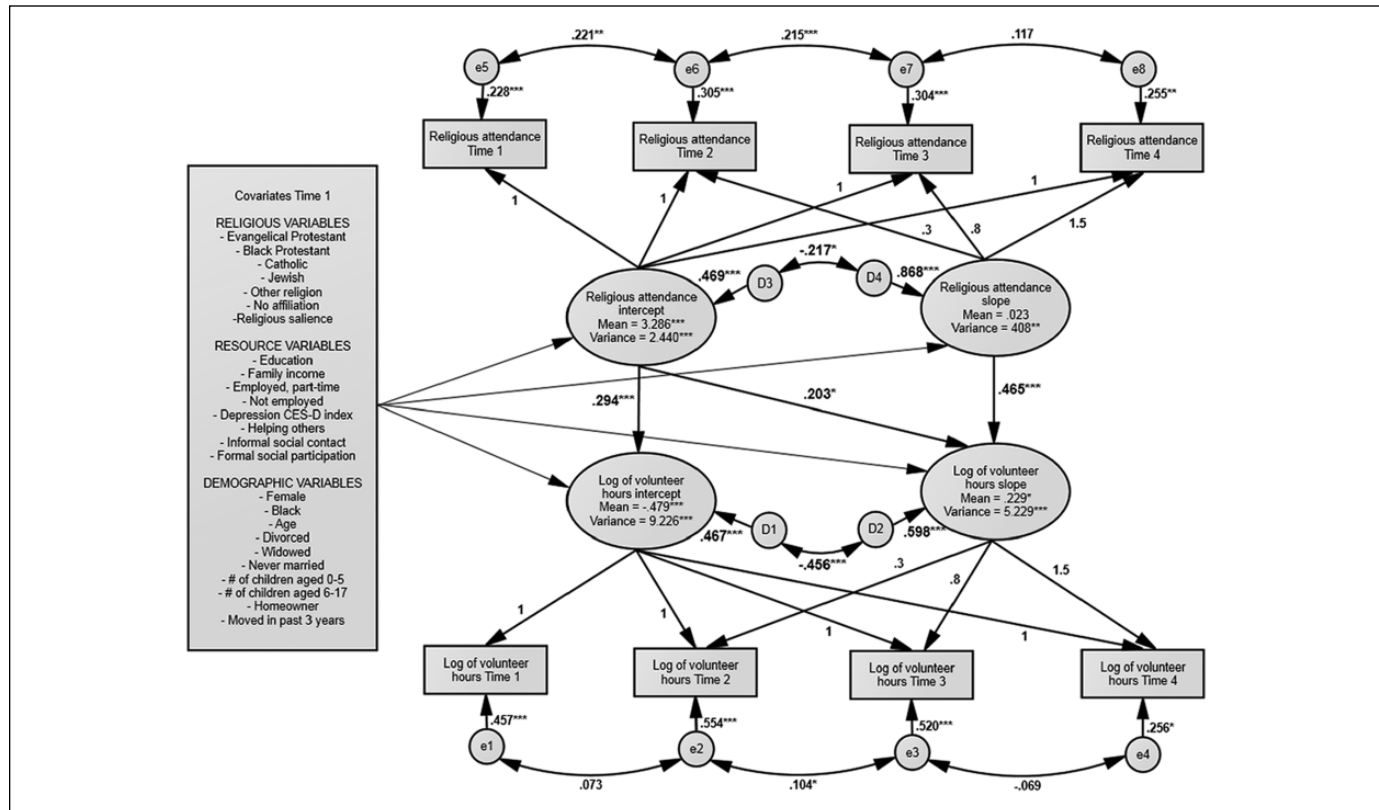 .221**
.215***
.117
e5
e6
e7
e8
.228***
.305***
.304***
.255**
Religious attendance
Time 1
Religious attendance
Time 2
Religious attendance
Time 3
Religious attendance
Time 4
1
1
1
1
.3
.8
1.5
Covariates Time 1
RELIGIOUS VARIABLES
- Evangelical Protestant
- Black Protestant
- Catholic
- Jewish
- Other religion
- No affiliation
-Religious salience
RESOURCE VARIABLES
- Education
- Family income
- Employed, part-time
- Not employed
- Depression CES-D index
- Helping others
- Informal social contact
- Formal social participation
DEMOGRAPHIC VARIABLES
- Female
- Black
- Age
- Divorced
- Widowed
- Never married
- # of children aged 0-5
- # of children aged 6-17
- Homeowner
- Moved in past 3 years
-.217*
.469***
D3
D4
.868***
Religious attendance
intercept
Mean = 3.286***
Variance = 2.440***
Religious attendance
slope
Mean = .023
Variance = 408**
.294***
.203*
.465***
Log of volunteer
hours intercept
Mean = -.479***
Variance = 9.226***
Log of volunteer
hours slope
Mean = .229*
Variance = 5.229***
.467***
D1
D2
.598***
-.456***
1
1
1
1
.3
.8
1.5
Log of volunteer
hours Time 1
Log of volunteer
hours Time 2
Log of volunteer
hours Time 3
Log of volunteer
hours Time 4
.457***
.554***
.520***
.256*
e1
e2
e3
e4
.073
.104*
-.069